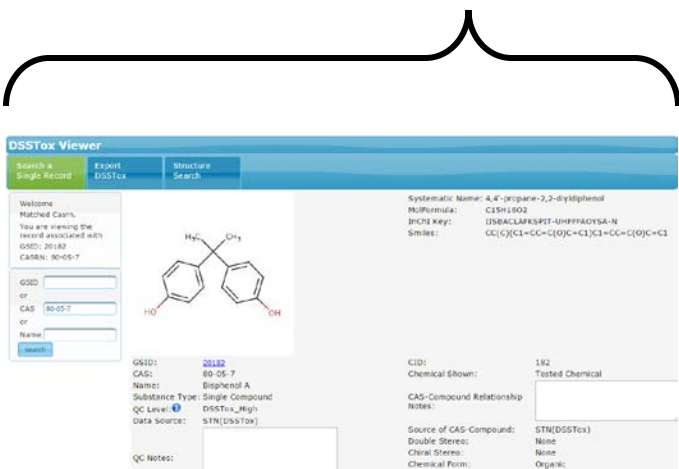 DSSTox Viewer
Search a
Single Record
Export
DSSTox
Structure
Search
Welcome
Matched Casrn.
You are viewing the
record associated with
GSID: 20182
CASRN: 80-05-7
GSID
or
CAS 80-05-7
or
Name
search
H₃C CH₃
HO OH
Systematic Name: 4,4'-propane-2,2-diyldiphenol
MolFormula: C15H16O2
InChI Key: IISBACLAFKSPIT-UHFFFAOYSA-N
Smiles: CC(C)(C1=CC=C(O)C=C1)C1=CC=C(O)C=C1
GSID: 20182
CAS: 80-05-7
Name: Bisphenol A
Substance Type: Single Compound
QC Level: DSSTox_High
Data Source: STN(DSSTox)
QC Notes:
CID: 182
Chemical Shown: Tested Chemical
CAS-Compound Relationship
Notes:
Source of CAS-Compound: STN(DSSTox)
Double Stereo: None
Chiral Stereo: None
Chemical Form: Organic